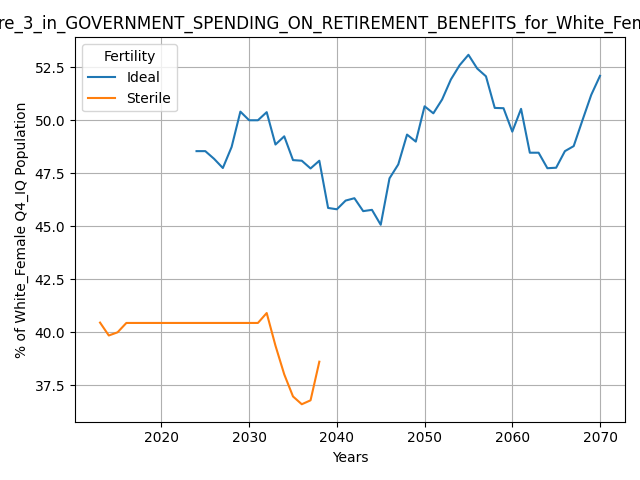 re_3_in_GOVERNMENT_SPENDING_ON_RETIREMENT_BENEFITS_for_White_Fem
Fertility
Ideal
Sterile
52.5
50.0
47.5
45.0
42.5
40.0
37.5
% of White_Female Q4_IQ Population
2020
2030
2040
2050
2060
2070
Years